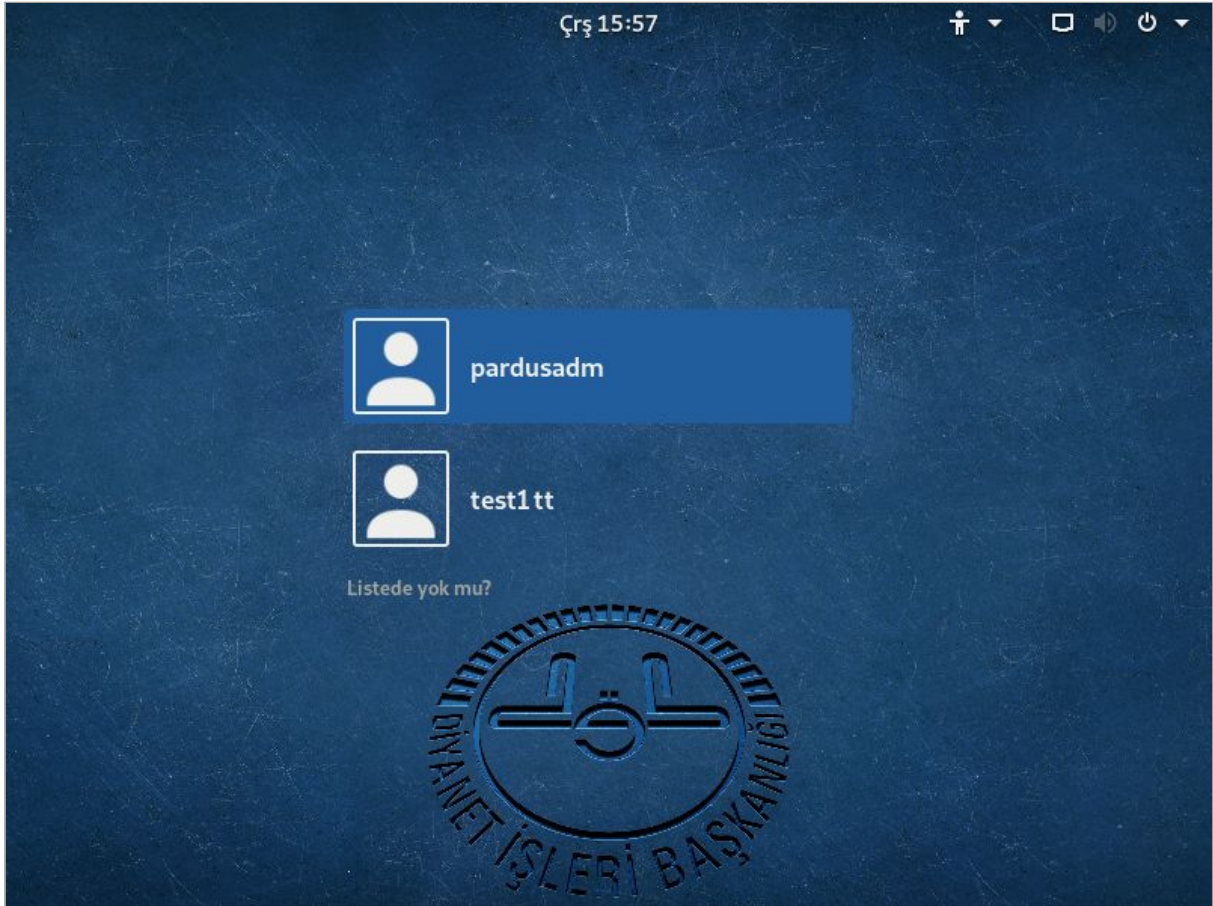 Çrş 15:57
pardusadm
test1 tt
Listede yok mu?
DİYANET İŞLERİ BAŞKANLIĞI